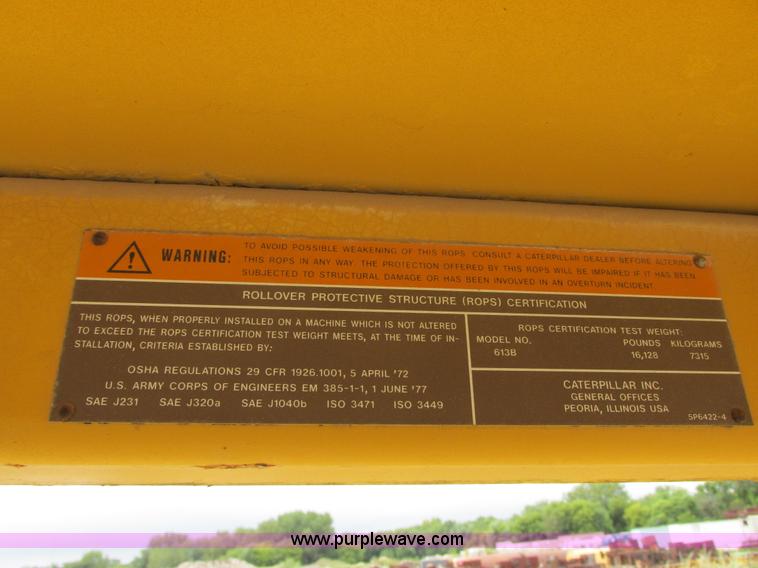 WARNING:
TO AVOID POSSIBLE WEAKENING OF THIS ROPS, CONSULT A CATERPILLAR DEALER BEFORE ALTERING
THIS ROPS IN ANY WAY. THE PROTECTION OFFERED BY THIS ROPS WILL BE IMPAIRED IF IT HAS BEEN
SUBJECTED TO STRUCTURAL DAMAGE OR HAS BEEN INVOLVED IN AN OVERTURN INCIDENT.
ROLLOVER PROTECTIVE STRUCTURE (ROPS) CERTIFICATION
THIS ROPS, WHEN PROPERLY INSTALLED ON A MACHINE WHICH IS NOT ALTERED
TO EXCEED THE ROPS CERTIFICATION TEST WEIGHT MEETS, AT THE TIME OF IN-
STALLATION, CRITERIA ESTABLISHED BY:
OSHA REGULATIONS 29 CFR 1926.1001, 5 APRIL '72
U.S. ARMY CORPS OF ENGINEERS EM 385-1-1, 1 JUNE '77
SAE J231 SAE J320a SAE J1040b ISO 3471 ISO 3449
ROPS CERTIFICATION TEST WEIGHT:
MODEL NO. POUNDS KILOGRAMS
613B 16,128 7315
CATERPILLAR INC.
GENERAL OFFICES
PEORIA, ILLINOIS USA
5P6422-4
www.purplewave.com